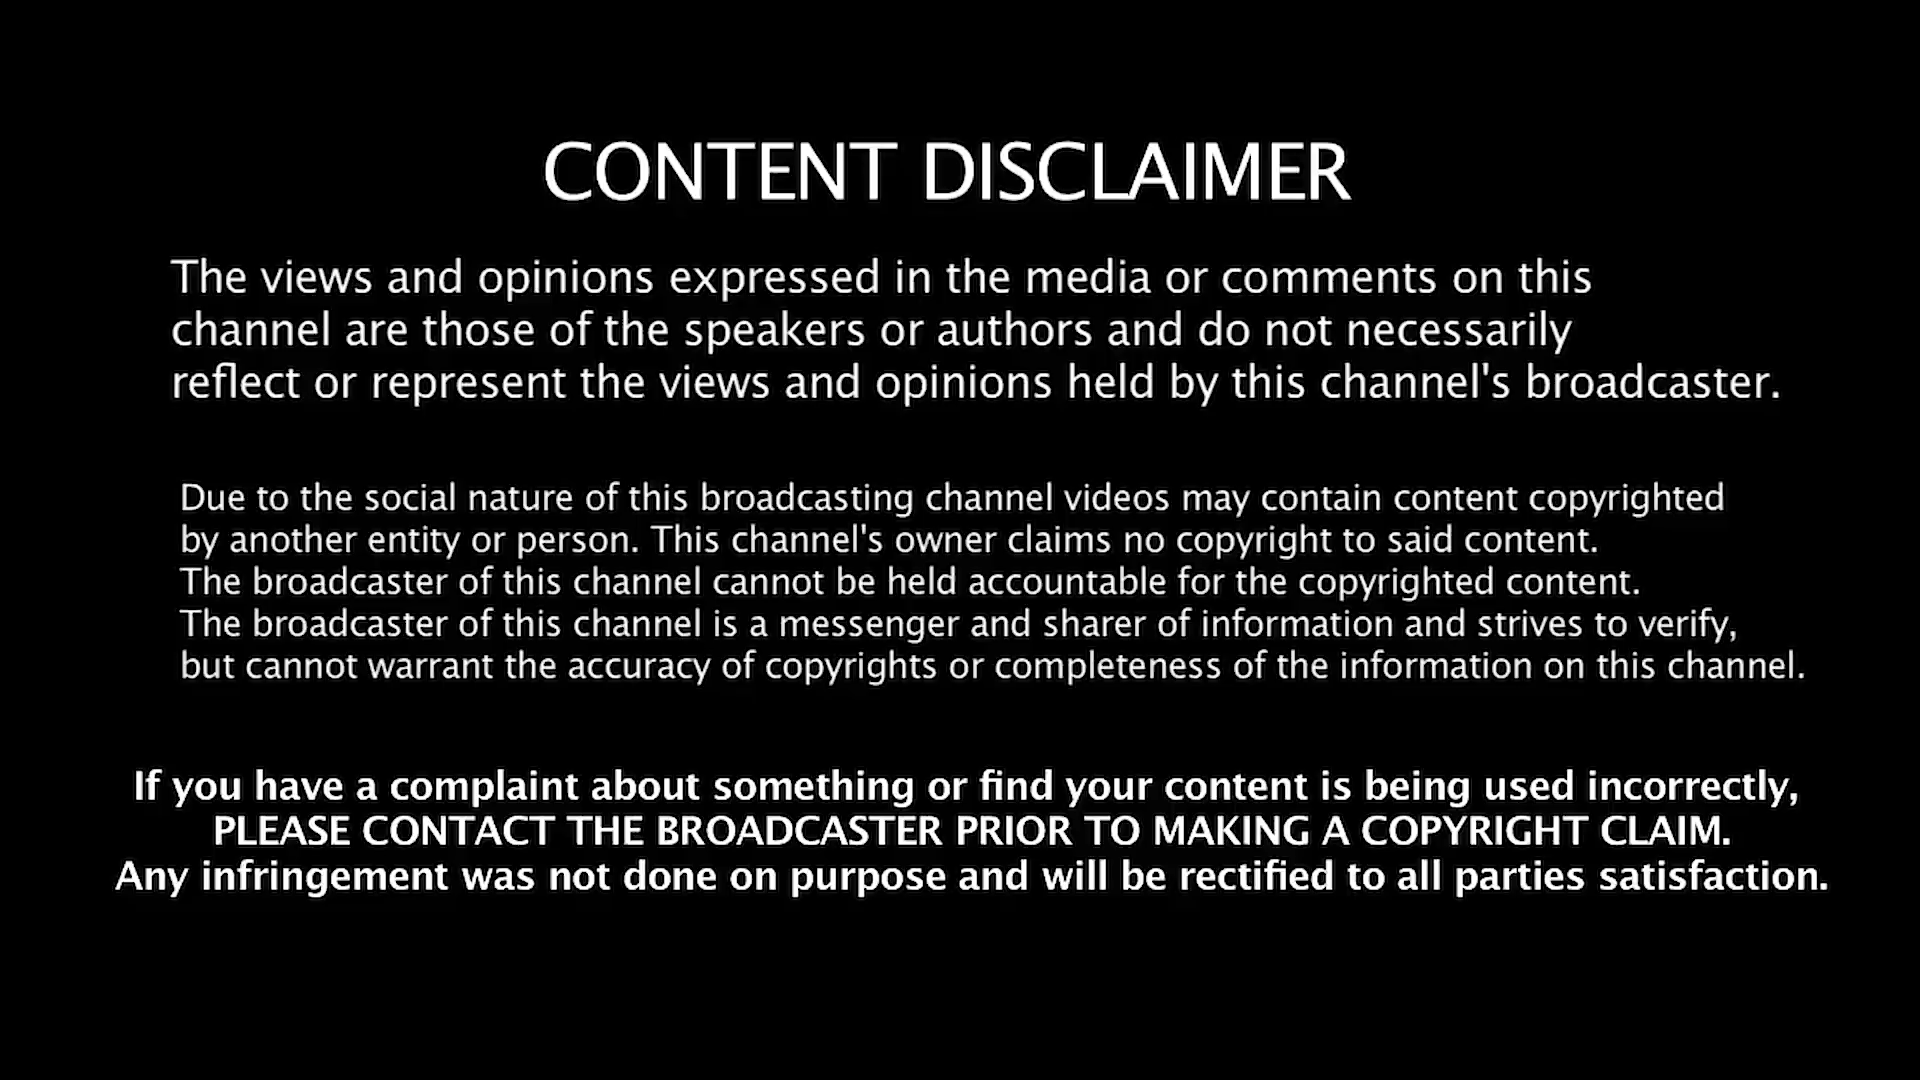 CONTENT DISCLAIMER
The views and opinions expressed in the media or comments on this
channel are those of the speakers or authors and do not necessarily
reflect or represent the views and opinions held by this channel's broadcaster.
Due to the social nature of this broadcasting channel videos may contain content copyrighted
by another entity or person. This channel's owner claims no copyright to said content.
The broadcaster of this channel cannot be held accountable for the copyrighted content.
The broadcaster of this channel is a messenger and sharer of information and strives to verify,
but cannot warrant the accuracy of copyrights or completeness of the information on this channel.
If you have a complaint about something or find your content is being used incorrectly,
PLEASE CONTACT THE BROADCASTER PRIOR TO MAKING A COPYRIGHT CLAIM.
Any infringement was not done on purpose and will be rectified to all parties satisfaction.